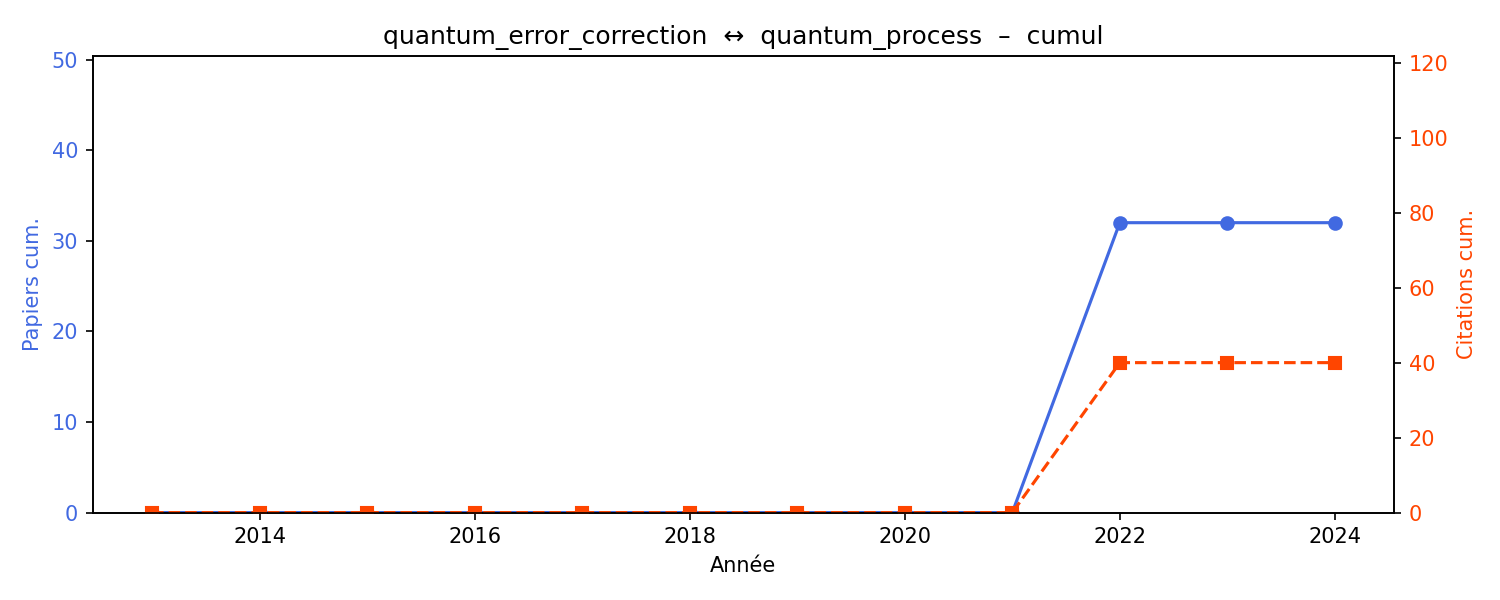 quantum_error_correction ↔ quantum_process – cumul
50
40
30
20
10
0
Papiers cum.
120
100
80
60
40
20
0
Citations cum.
2014 2016 2018 2020 2022 2024
Année